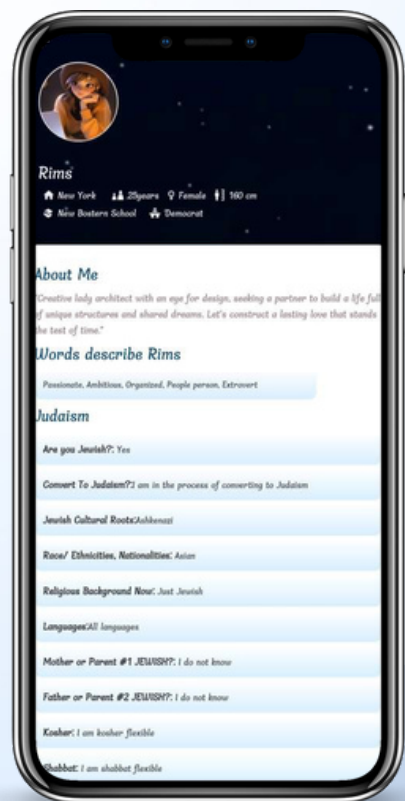 Rims
New York 25years Female 160 cm
New Bostern School Democrat
About Me
"Creative lady architect with an eye for design, seeking a partner to build a life full
of unique structures and shared dreams. Let's construct a lasting love that stands
the test of time."
Words describe Rims
Passionate, Ambitious, Organized, People person, Extrovert
Judaism
Are you Jewish?: Yes
Convert To Judaism?:I am in the process of converting to Judaism
Jewish Cultural Roots:Ashkenazi
Race/ Ethnicities, Nationalities: Asian
Religious Background Now: Just Jewish
Languages:All languages
Mother or Parent #1 JEWISH?: I do not know
Father or Parent #2 JEWISH?: I do not know
Kosher: I am kosher flexible
Shabbat: I am shabbat flexible